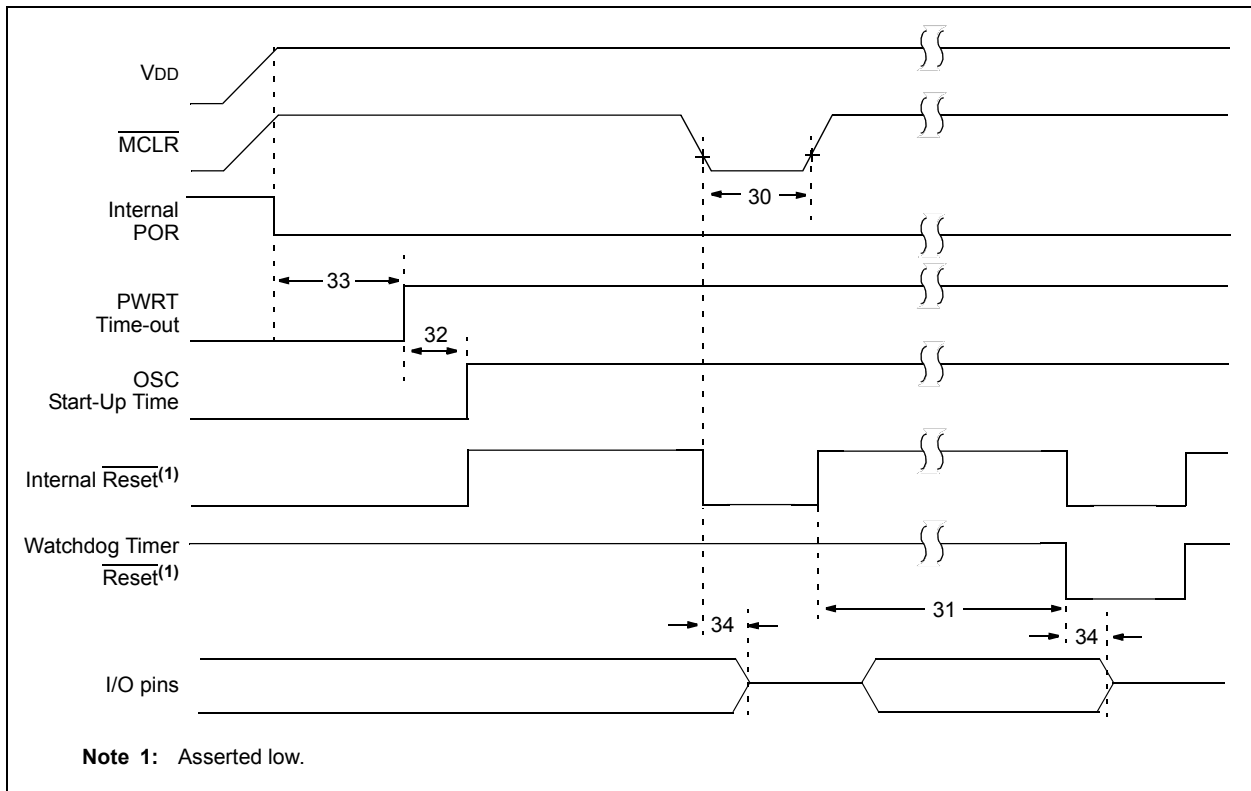 VDD
MCLR
30
Internal
POR
33
PWRT
Time-out
32
OSC
Start-Up Time
Internal Reset(1)
Watchdog Timer
Reset(1)
31
34
34
I/O pins
Note 1: Asserted low.